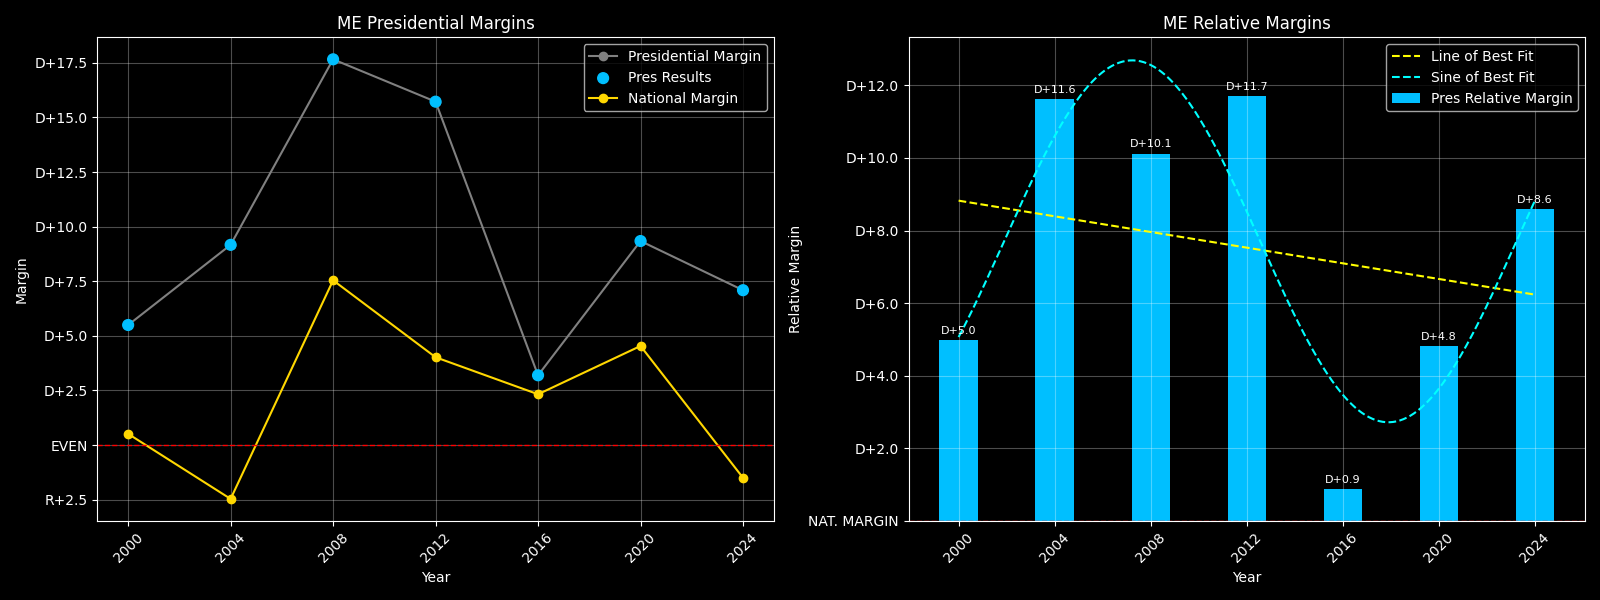 ME Presidential Margins
Presidential Margin
Pres Results
National Margin
D+17.5
D+15.0
D+12.5
D+10.0
D+7.5
D+5.0
D+2.5
EVEN
R+2.5
Margin
2000
2004
2008
2012
2016
2020
2024
Year
ME Relative Margins
Line of Best Fit
Sine of Best Fit
Pres Relative Margin
D+12.0
D+10.0
D+8.0
D+6.0
D+4.0
D+2.0
NAT. MARGIN
Relative Margin
D+5.0
D+11.6
D+10.1
D+11.7
D+0.9
D+4.8
D+8.6
2000
2004
2008
2012
2016
2020
2024
Year